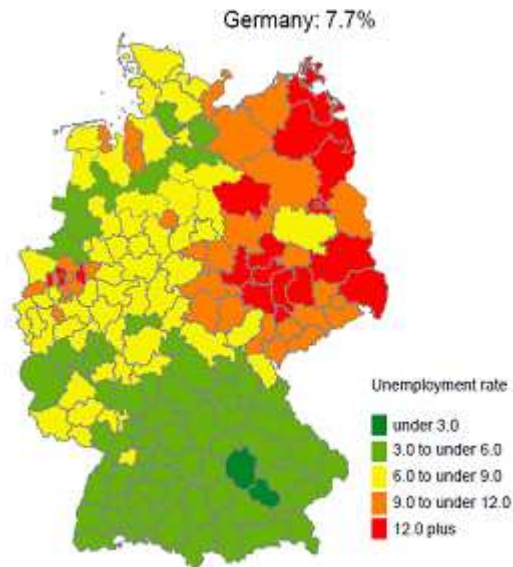 Germany: 7.7%
Unemployment rate
under 3.0
3.0 to under 6.0
6.0 to under 9.0
9.0 to under 12.0
12.0 plus